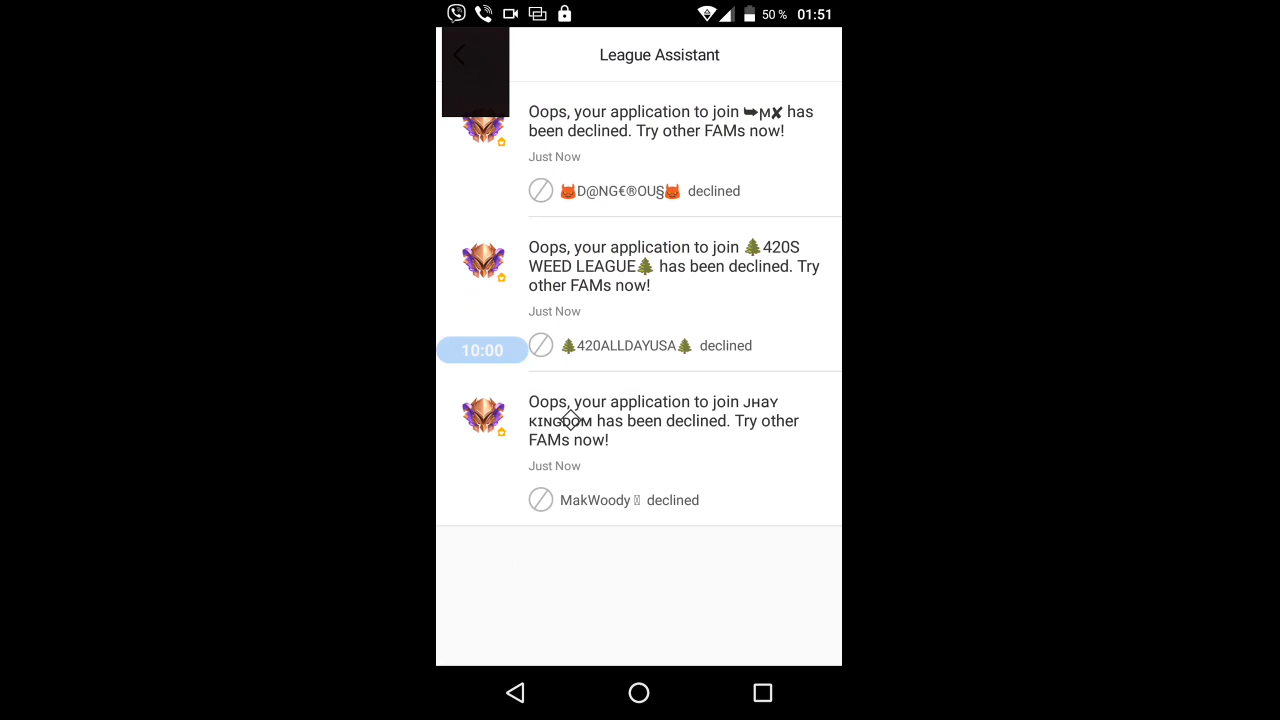 50 % 01:51
League Assistant
Oops, your application to join ➥ϻ✘ has
been declined. Try other FAMs now!
Just Now
👹D@NG€®OU§👹 declined
Oops, your application to join 🌲420S
WEED LEAGUE🌲 has been declined. Try
other FAMs now!
Just Now
10:00
🌲420ALLDAYUSA🌲 declined
Oops, your application to join ᴊʜᴀʏ
ᴋɪɴɢᴅᴏᴍ has been declined. Try other
FAMs now!
Just Now
MakWoody declined